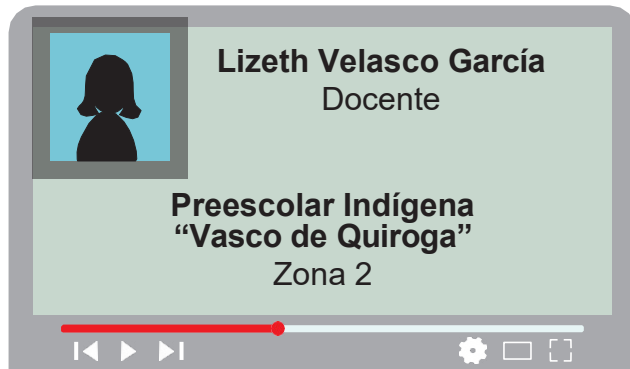 Lizeth Velasco García
Docente
Preescolar Indígena
“Vasco de Quiroga”
Zona 2